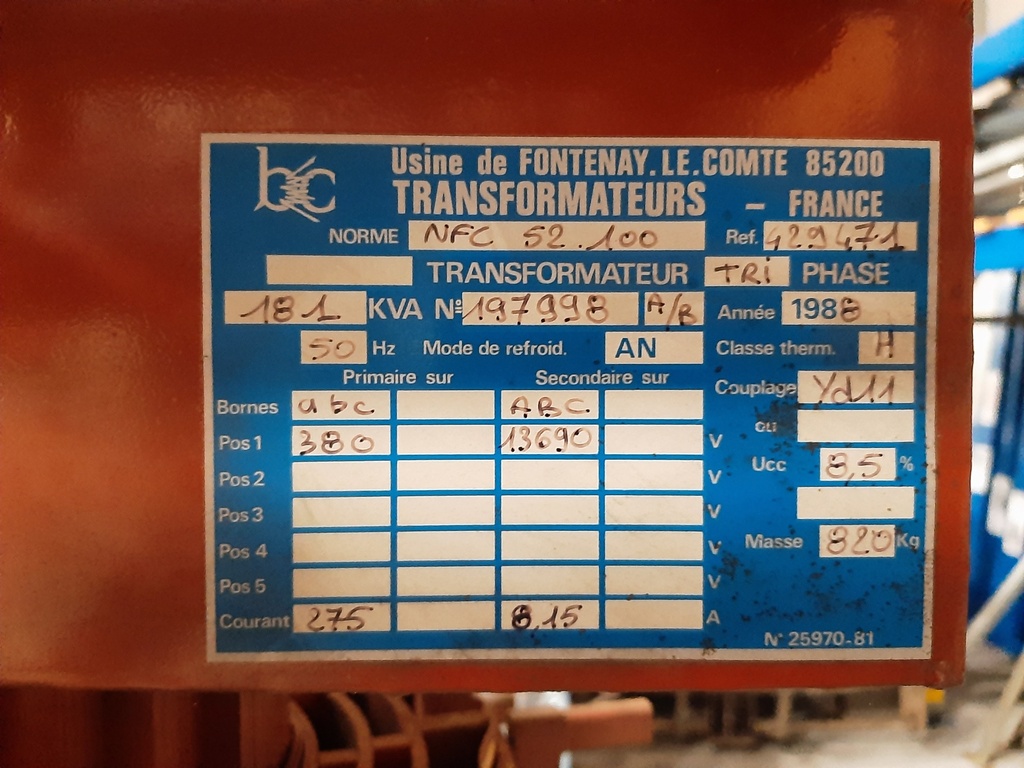 bc
Usine de FONTENAY.LE.COMTE 85200
TRANSFORMATEURS – FRANCE
NORME NFC 52.100 Ref. 429471
TRANSFORMATEUR TRi PHASE
181 KVA Nº 197998 A/B Année 1988
50 Hz Mode de refroid. AN Classe therm. H
Primaire sur Secondaire sur Couplage Yd11
Bornes abc ABC ou
Pos 1 380 13690 V
Ucc 8,5 %
Pos 2 V
Pos 3 V
Pos 4 V Masse 820 Kg
Pos 5 V
Courant 275 8.15 A
N° 25970-81